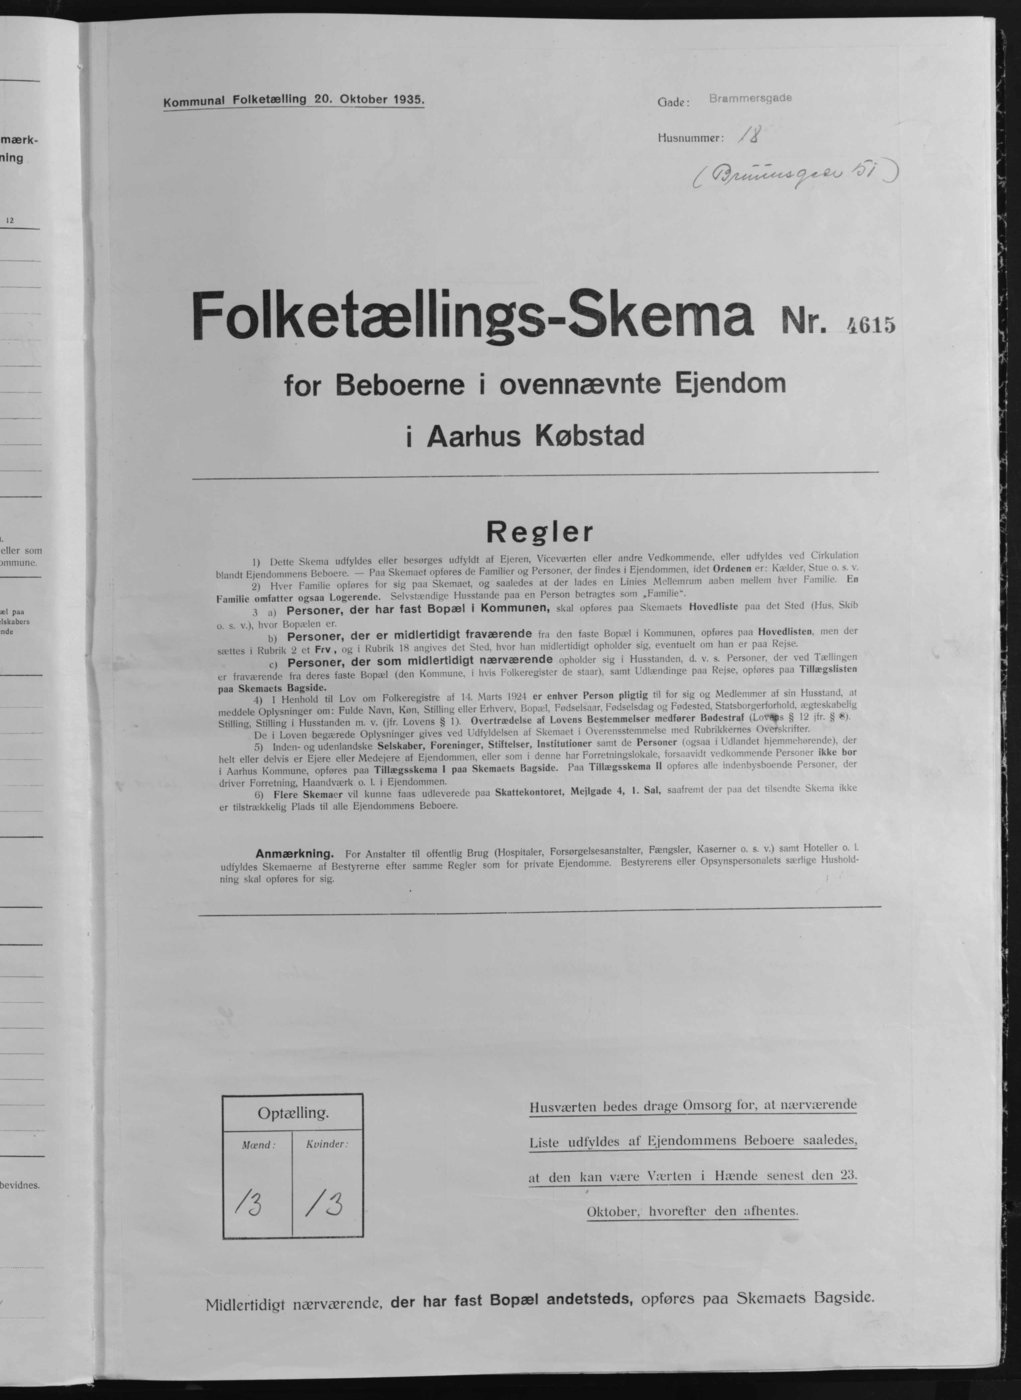 mærk-
ning
12
eller som
ommune.
æl paa
lskabers
nde
bevidnes.
Kommunal Folketælling 20. Oktober 1935.
Gade: Brammersgade
Husnummer: 18
(Bruunsgade 51)
Folketællings-Skema Nr. 4615
for Beboerne i ovennævnte Ejendom
i Aarhus Købstad
Regler
1) Dette Skema udfyldes eller besørges udfyldt af Ejeren, Viceværten eller andre Vedkommende, eller udfyldes ved Cirkulation
blandt Ejendommens Beboere. — Paa Skemaet opføres de Familier og Personer, der findes i Ejendommen, idet Ordenen er: Kælder, Stue o. s. v.
2) Hver Familie opføres for sig paa Skemaet, og saaledes at der lades en Linies Mellemrum aaben mellem hver Familie. En
Familie omfatter ogsaa Logerende. Selvstændige Husstande paa en Person betragtes som „Familie“.
3 a) Personer, der har fast Bopæl i Kommunen, skal opføres paa Skemaets Hovedliste paa det Sted (Hus, Skib
o. s. v.), hvor Bopælen er.
b) Personer, der er midlertidigt fraværende fra den faste Bopæl i Kommunen, opføres paa Hovedlisten, men der
sættes i Rubrik 2 et Frv., og i Rubrik 18 angives det Sted, hvor han midlertidigt opholder sig, eventuelt om han er paa Rejse.
c) Personer, der som midlertidigt nærværende opholder sig i Husstanden, d. v. s. Personer, der ved Tællingen
er fraværende fra deres faste Bopæl (den Kommune, i hvis Folkeregister de staar), samt Udlændinge paa Rejse, opføres paa Tillægslisten
paa Skemaets Bagside.
4) I Henhold til Lov om Folkeregistre af 14. Marts 1924 er enhver Person pligtig til for sig og Medlemmer af sin Husstand, at
meddele Oplysninger om: Fulde Navn, Køn, Stilling eller Erhverv, Bopæl, Fødselsaar, Fødselsdag og Fødested, Statsborgerforhold, ægteskabelig
Stilling, Stilling i Husstanden m. v. (jfr. Lovens § 1). Overtrædelse af Lovens Bestemmelser medfører Bødestraf (Lovens § 12 jfr. § 8).
De i Loven begærede Oplysninger gives ved Udfyldelsen af Skemaet i Overensstemmelse med Rubrikkernes Overskrifter.
5) Inden- og udenlandske Selskaber, Foreninger, Stiftelser, Institutioner samt de Personer (ogsaa i Udlandet hjemmehørende), der
helt eller delvis er Ejere eller Medejere af Ejendommen, eller som i denne har Forretningslokale, forsaavidt vedkommende Personer ikke bor
i Aarhus Kommune, opføres paa Tillægsskema I paa Skemaets Bagside. Paa Tillægsskema II opføres alle indenbysboende Personer, der
driver Forretning, Haandværk o. l. i Ejendommen.
6) Flere Skemaer vil kunne faas udleverede paa Skattekontoret, Mejlgade 4, 1. Sal, saafremt der paa det tilsendte Skema ikke
er tilstrækkelig Plads til alle Ejendommens Beboere.
Anmærkning. For Anstalter til offentlig Brug (Hospitaler, Forsørgelsesanstalter, Fængsler, Kaserner o. s. v.) samt Hoteller o. l.
udfyldes Skemaerne af Bestyrerne efter samme Regler som for private Ejendomme. Bestyrerens eller Opsynspersonalets særlige Hushold-
ning skal opføres for sig.
Optælling.
Mænd: Kvinder:
13 13
Husværten bedes drage Omsorg for, at nærværende
Liste udfyldes af Ejendommens Beboere saaledes,
at den kan være Værten i Hænde senest den 23.
Oktober, hvorefter den afhentes.
Midlertidigt nærværende, der har fast Bopæl andetsteds, opføres paa Skemaets Bagside.